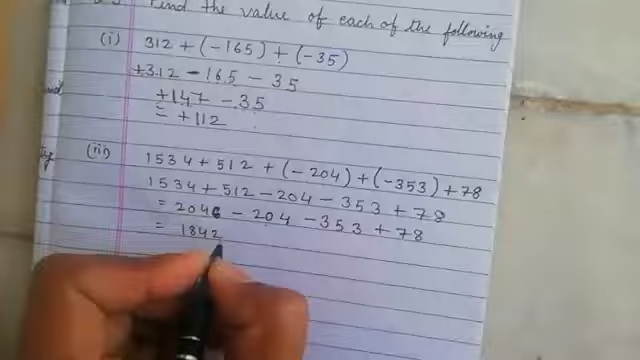 Find the value of each of the following
(i) 312 + (-165) + (-35)
+312 - 165 - 35
+147 - 35
= +112
(ii) 1534 + 512 + (-204) + (-353) + 78
1534 + 512 - 204 - 353 + 78
= 2046 - 204 - 353 + 78
= 1842